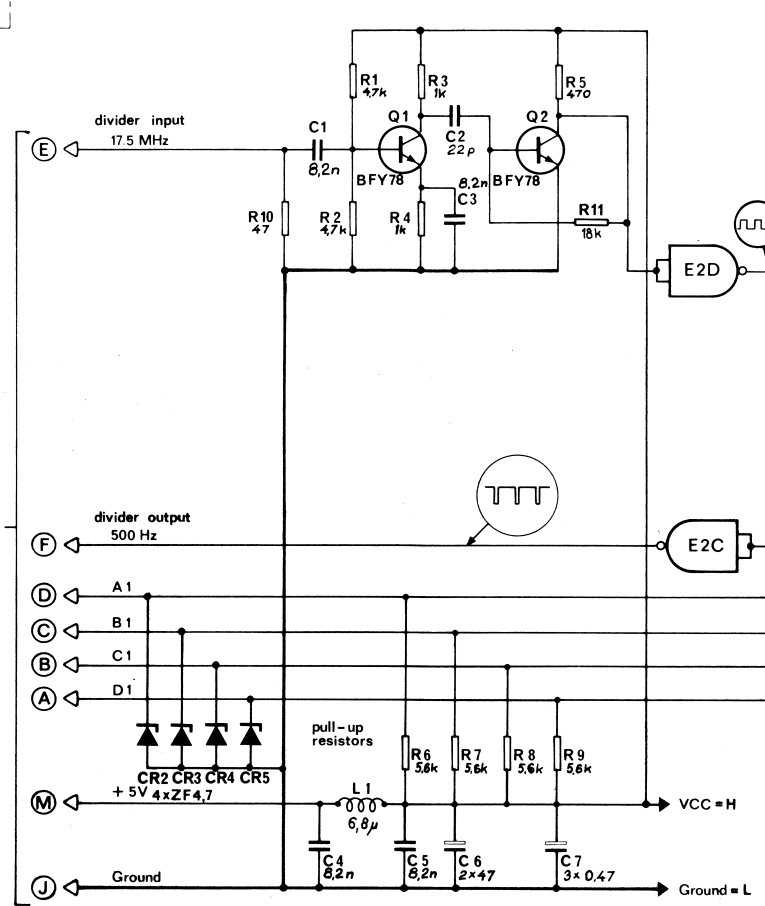 R1
4,7k
R3
1k
R5
470
divider input
17.5 MHz
E
C1
8,2n
Q1
BFY78
C2
22p
Q2
BFY78
8,2n
C3
R10
47
R2
4,7k
R4
1k
R11
18k
E2D
divider output
500 Hz
F
E2C
D
A1
C
B1
B
C1
A
D1
pull-up
resistors
R6
5,6k
R7
5,6k
R8
5,6k
R9
5,6k
CR2 CR3 CR4 CR5
4xZF4,7
M
+ 5V
L1
6,8µ
VCC = H
C4
8,2n
C5
8,2n
C6
2x47
C7
3x0,47
J
Ground
Ground = L